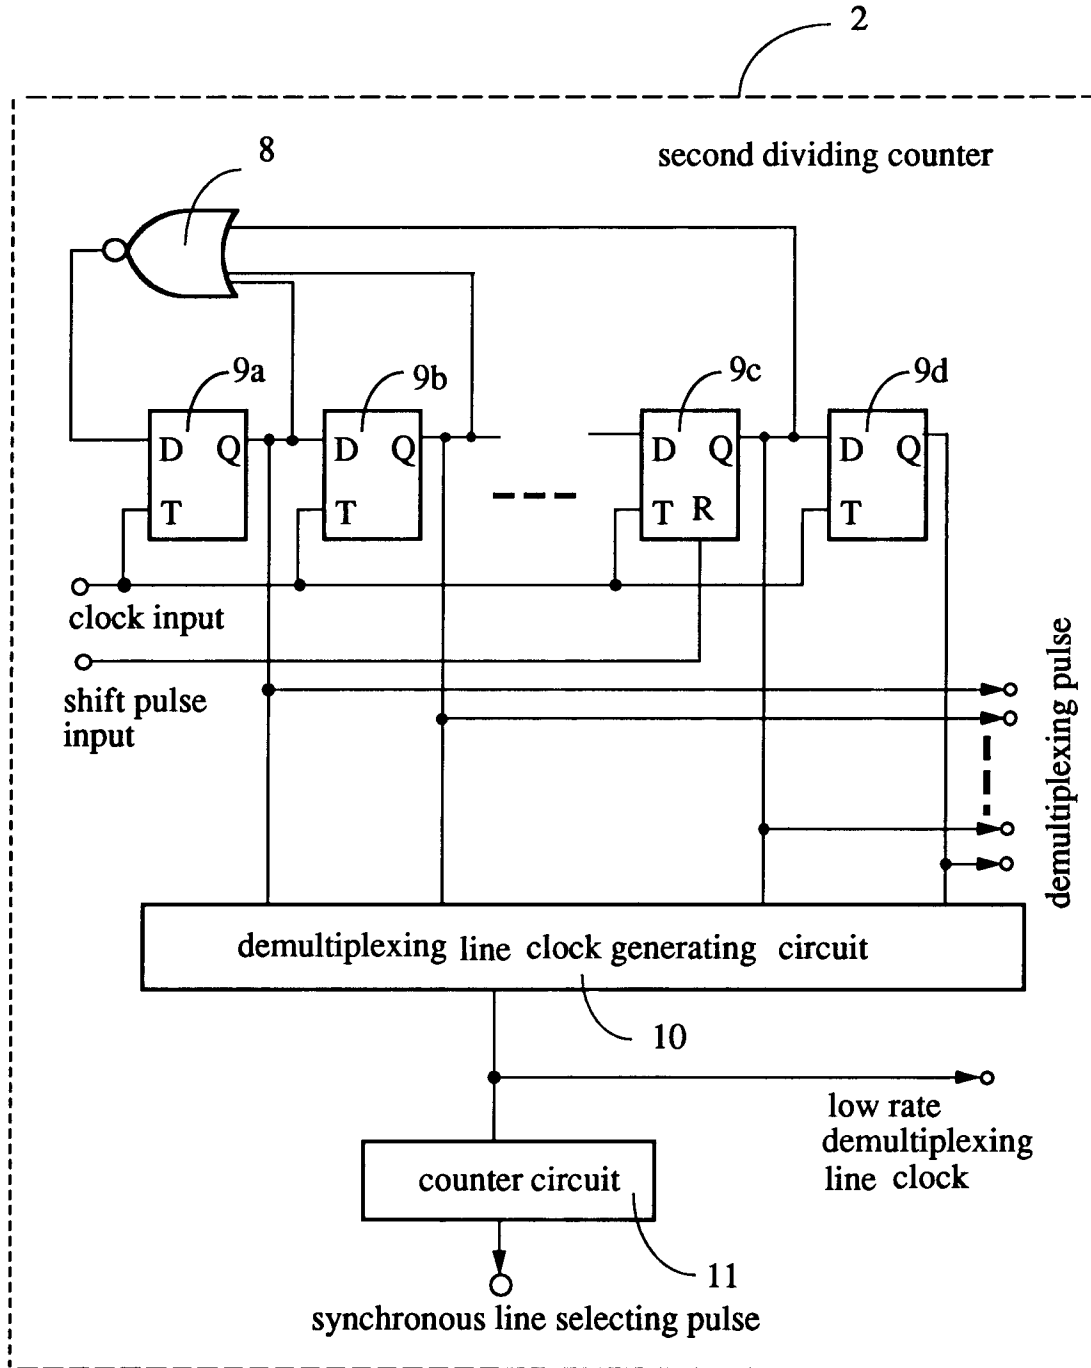 2
second dividing counter
8
9a
9b
9c
9d
D Q
D Q
D Q
D Q
T
T
T R
T
clock input
shift pulse
input
demultiplexing pulse
demultiplexing line clock generating circuit
10
low rate
demultiplexing
line clock
counter circuit
11
synchronous line selecting pulse